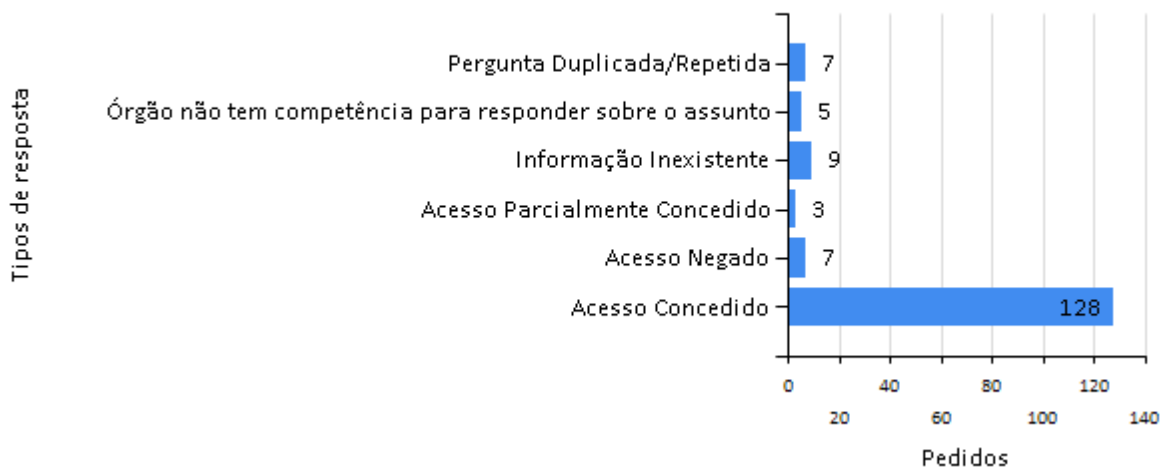 Tipos de resposta
Pergunta Duplicada/Repetida 7
Órgão não tem competência para responder sobre o assunto 5
Informação Inexistente 9
Acesso Parcialmente Concedido 3
Acesso Negado 7
Acesso Concedido 128
0 40 80 120
20 60 100 140
Pedidos